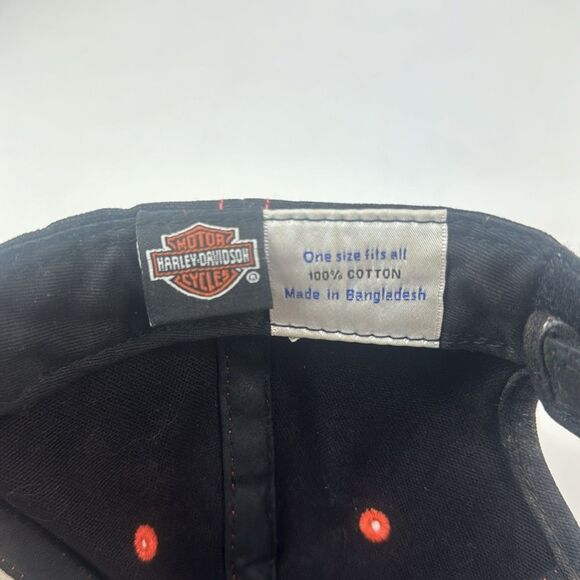 MOTOR
HARLEY-DAVIDSON
CYCLES
®
One size fits all
100% COTTON
Made in Bangladesh